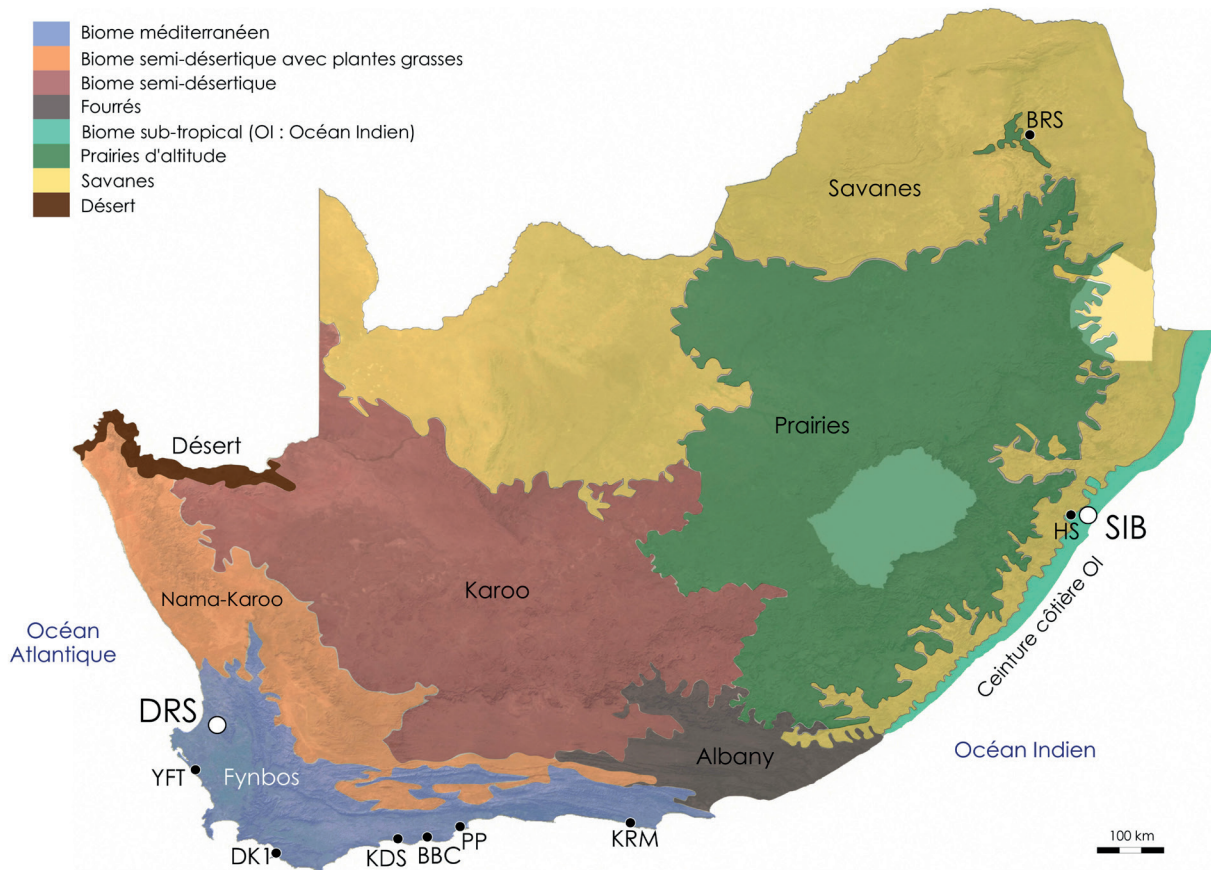 Biome méditerranéen
Biome semi-désertique avec plantes grasses
Biome semi-désertique
Fourrés
Biome sub-tropical (OI : Océan Indien)
Prairies d'altitude
Savanes
Désert
BRS
Savanes
Prairies
Désert
HS
SIB
Karoo
Nama-Karoo
Océan
Atlantique
Ceinture côtière OI
DRS
Albany
Océan Indien
YFT
Fynbos
DK1
KDS
BBC
PP
KRM
100 km